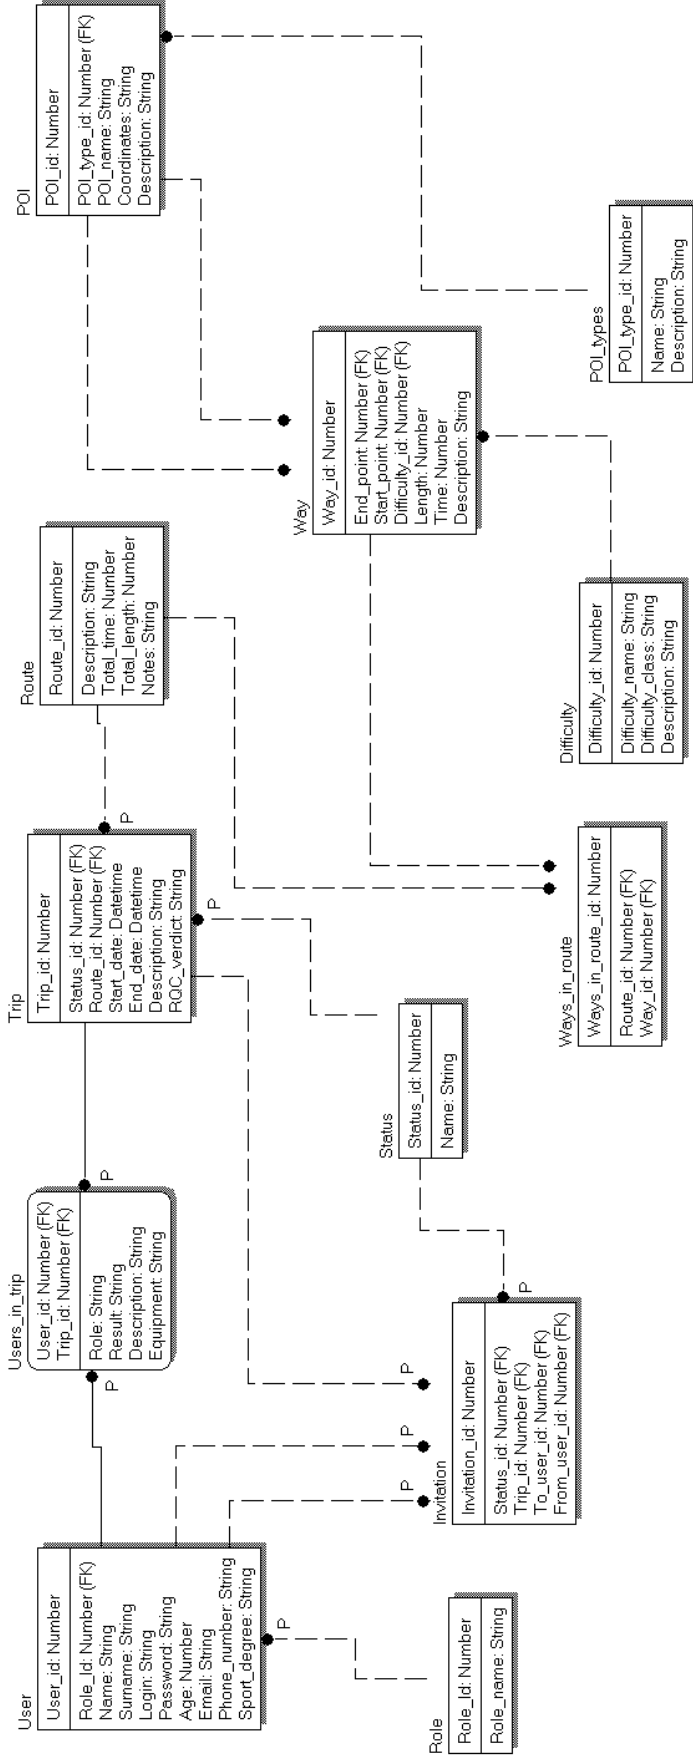 User
User_id: Number
Role_Id: Number (FK)
Name: String
Surname: String
Login: String
Password: String
Age: Number
Email: String
Phone_number: String
Sport_degree: String
P
Role
Role_Id: Number
Role_name: String
Users_in_trip
User_id: Number (FK)
Trip_id: Number (FK)
Role: String
Result: String
Description: String
Equipment: String
P
P
Invitation
Invitation_id: Number
Status_id: Number (FK)
Trip_id: Number (FK)
To_user_id: Number (FK)
From_user_id: Number (FK)
P
P
P
P
Trip
Trip_id: Number
Status_id: Number (FK)
Route_id: Number (FK)
Start_date: Datetime
End_date: Datetime
Description: String
RQC_verdict: String
P
P
Status
Status_id: Number
Name: String
Route
Route_id: Number
Description: String
Total_time: Number
Total_length: Number
Notes: String
Ways_in_route
Ways_in_route_id: Number
Route_id: Number (FK)
Way_id: Number (FK)
Way
Way_id: Number
End_point: Number (FK)
Start_point: Number (FK)
Difficulty_id: Number (FK)
Length: Number
Time: Number
Description: String
Difficulty
Difficulty_id: Number
Difficulty_name: String
Difficulty_class: String
Description: String
POI
POI_id: Number
POI_type_id: Number (FK)
POI_name: String
Coordinates: String
Description: String
POI_types
POI_type_id: Number
Name: String
Description: String